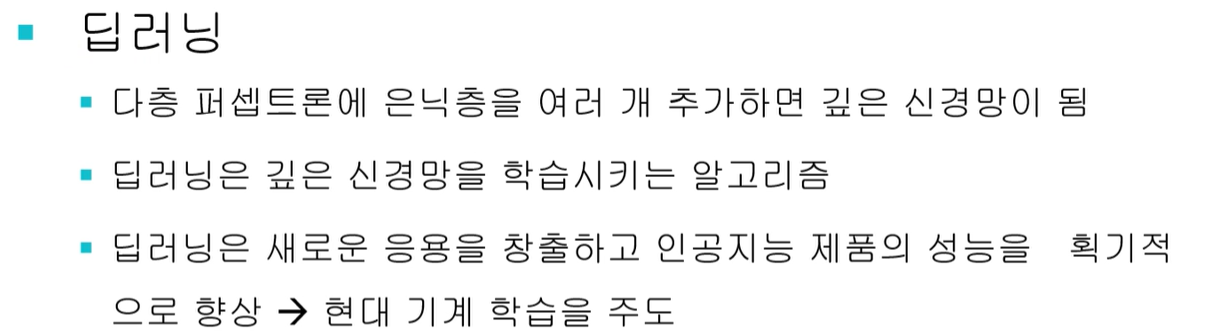 ▪ 딥러닝
▪ 다층 퍼셉트론에 은닉층을 여러 개 추가하면 깊은 신경망이 됨
▪ 딥러닝은 깊은 신경망을 학습시키는 알고리즘
▪ 딥러닝은 새로운 응용을 창출하고 인공지능 제품의 성능을 획기적
으로 향상 → 현대 기계 학습을 주도